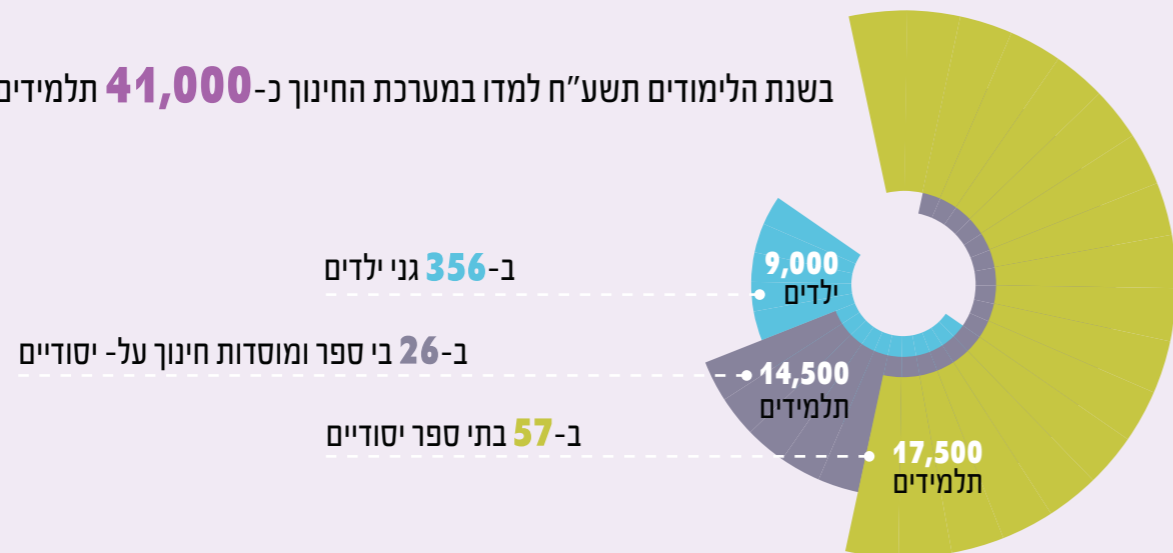 בשנת הלימודים תשע"ח למדו במערכת החינוך כ-41,000 תלמידים
9,000
ילדים
ב-356 גני ילדים
14,500
תלמידים
ב-26 בי ספר ומוסדות חינוך על- יסודיים
17,500
תלמידים
ב-57 בתי ספר יסודיים